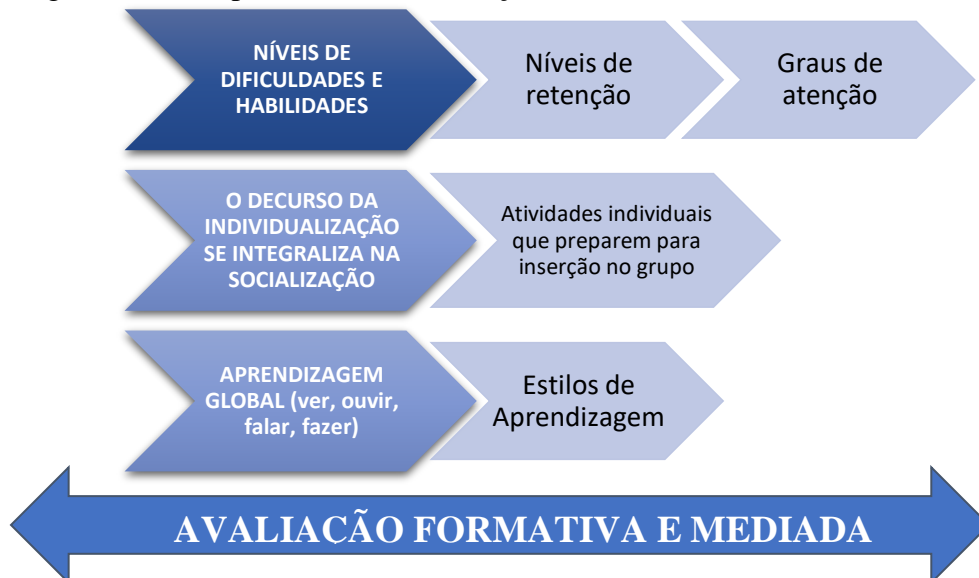 NÍVEIS DE
DIFICULDADES E
HABILIDADES
Níveis de
retenção
Graus de
atenção
O DECURSO DA
INDIVIDUALIZAÇÃO
SE INTEGRALIZA NA
SOCIALIZAÇÃO
Atividades individuais
que preparem para
inserção no grupo
APRENDIZAGEM
GLOBAL (ver, ouvir,
falar, fazer)
Estilos de
Aprendizagem
AVALIAÇÃO FORMATIVA E MEDIADA